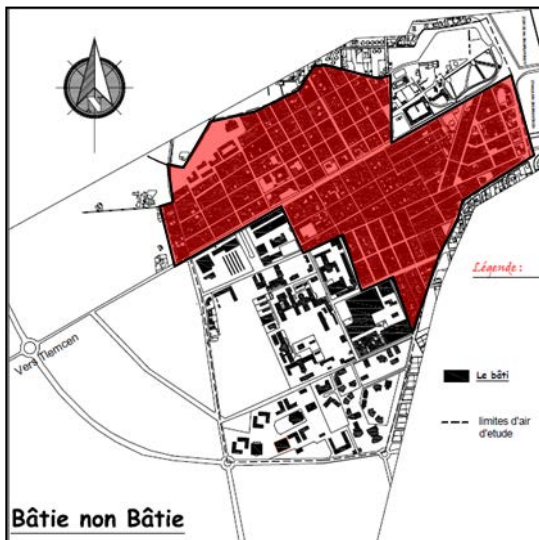 N
Légende :
Vers Tlemcen
Le bâti
limites d'air
d'etude
Bâtie non Bâtie